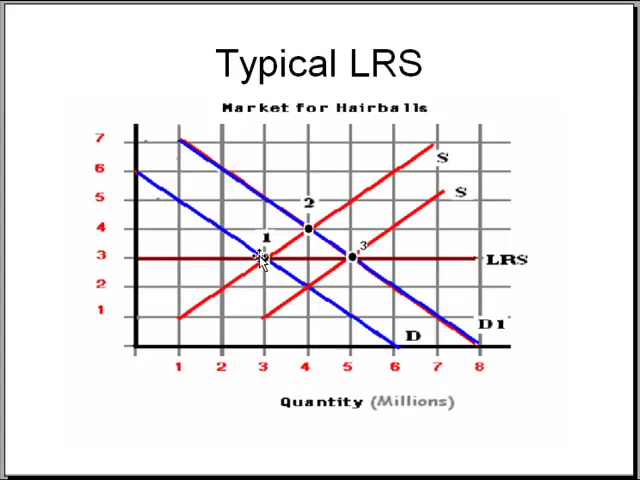 Typical LRS
Market for Hairballs
7
6
5
4
3
2
1
1
2
3
S
S
LRS
D1
D
1 2 3 4 5 6 7 8
Quantity (Millions)